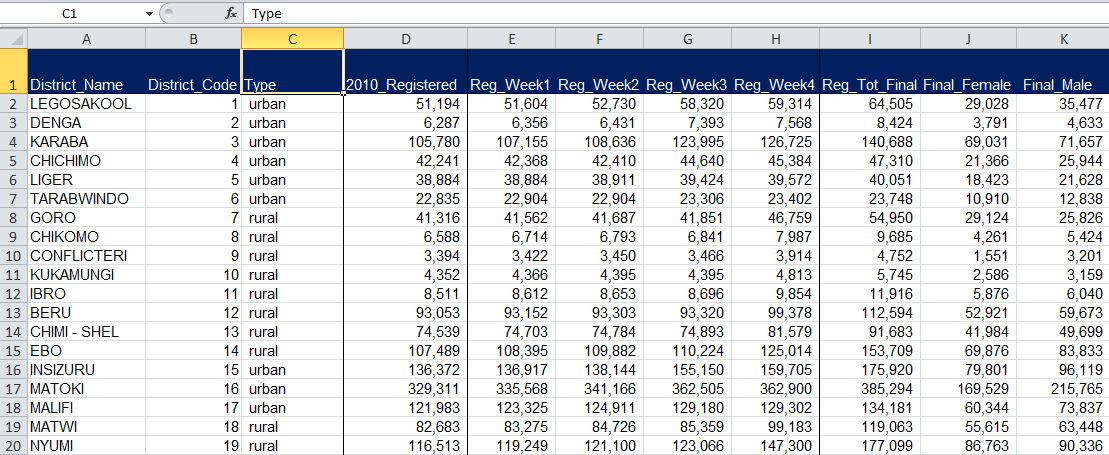 C1 fx Type
A B C D E F G H I J K
1 District_Name District_Code Type 2010_Registered Reg_Week1 Reg_Week2 Reg_Week3 Reg_Week4 Reg_Tot_Final Final_Female Final_Male
2 LEGOSAKOOL 1 urban 51,194 51,604 52,730 58,320 59,314 64,505 29,028 35,477
3 DENGA 2 urban 6,287 6,356 6,431 7,393 7,568 8,424 3,791 4,633
4 KARABA 3 urban 105,780 107,155 108,636 123,995 126,725 140,688 69,031 71,657
5 CHICHIMO 4 urban 42,241 42,368 42,410 44,640 45,384 47,310 21,366 25,944
6 LIGER 5 urban 38,884 38,884 38,911 39,424 39,572 40,051 18,423 21,628
7 TARABWINDO 6 urban 22,835 22,904 22,904 23,306 23,402 23,748 10,910 12,838
8 GORO 7 rural 41,316 41,562 41,687 41,851 46,759 54,950 29,124 25,826
9 CHIKOMO 8 rural 6,588 6,714 6,793 6,841 7,987 9,685 4,261 5,424
10 CONFLICTERI 9 rural 3,394 3,422 3,450 3,466 3,914 4,752 1,551 3,201
11 KUKAMUNGI 10 rural 4,352 4,366 4,395 4,395 4,813 5,745 2,586 3,159
12 IBRO 11 rural 8,511 8,612 8,653 8,696 9,854 11,916 5,876 6,040
13 BERU 12 rural 93,053 93,152 93,303 93,320 99,378 112,594 52,921 59,673
14 CHIMI - SHEL 13 rural 74,539 74,703 74,784 74,893 81,579 91,683 41,984 49,699
15 EBO 14 rural 107,489 108,395 109,882 110,224 125,014 153,709 69,876 83,833
16 INSIZURU 15 urban 136,372 136,917 138,144 155,150 159,705 175,920 79,801 96,119
17 MATOKI 16 urban 329,311 335,568 341,166 362,505 362,900 385,294 169,529 215,765
18 MALIFI 17 urban 121,983 123,325 124,911 129,180 129,302 134,181 60,344 73,837
19 MATWI 18 rural 82,683 83,275 84,726 85,359 99,183 119,063 55,615 63,448
20 NYUMI 19 rural 116,513 119,249 121,100 123,066 147,300 177,099 86,763 90,336